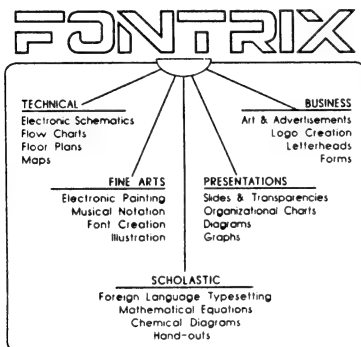 FONTRIX
TECHNICAL
Electronic Schematics
Flow Charts
Floor Plans
Maps
BUSINESS
Art & Advertisements
Logo Creation
Letterheads
Forms
FINE ARTS
Electronic Painting
Musical Notation
Font Creation
Illustration
PRESENTATIONS
Slides & Transparencies
Organizational Charts
Diagrams
Graphs
SCHOLASTIC
Foreign Language Typesetting
Mathematical Equations
Chemical Diagrams
Hand-outs